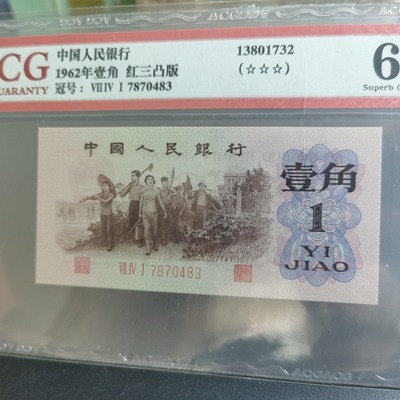 CG
UARANTY
中国人民银行
1962年壹角 红三凸版
冠号: Ⅶ Ⅳ Ⅰ 7870483
13801732
(☆☆☆)
6
Superb G
中國人民銀行
壹角
1
YI
JIAO
Ⅶ Ⅳ Ⅰ 7870483